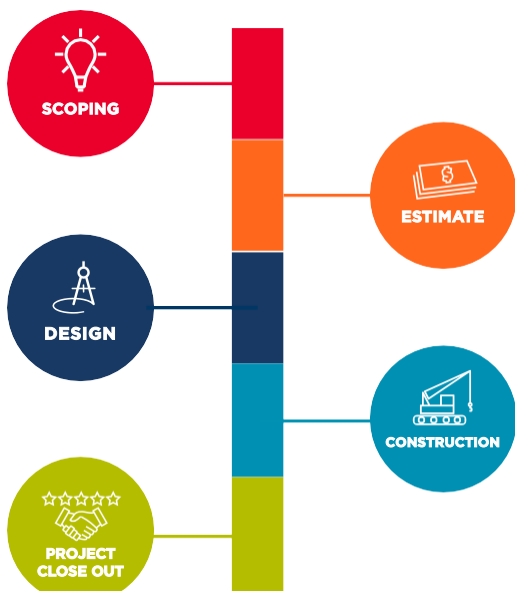 SCOPING
$
ESTIMATE
DESIGN
CONSTRUCTION
PROJECT
CLOSE OUT